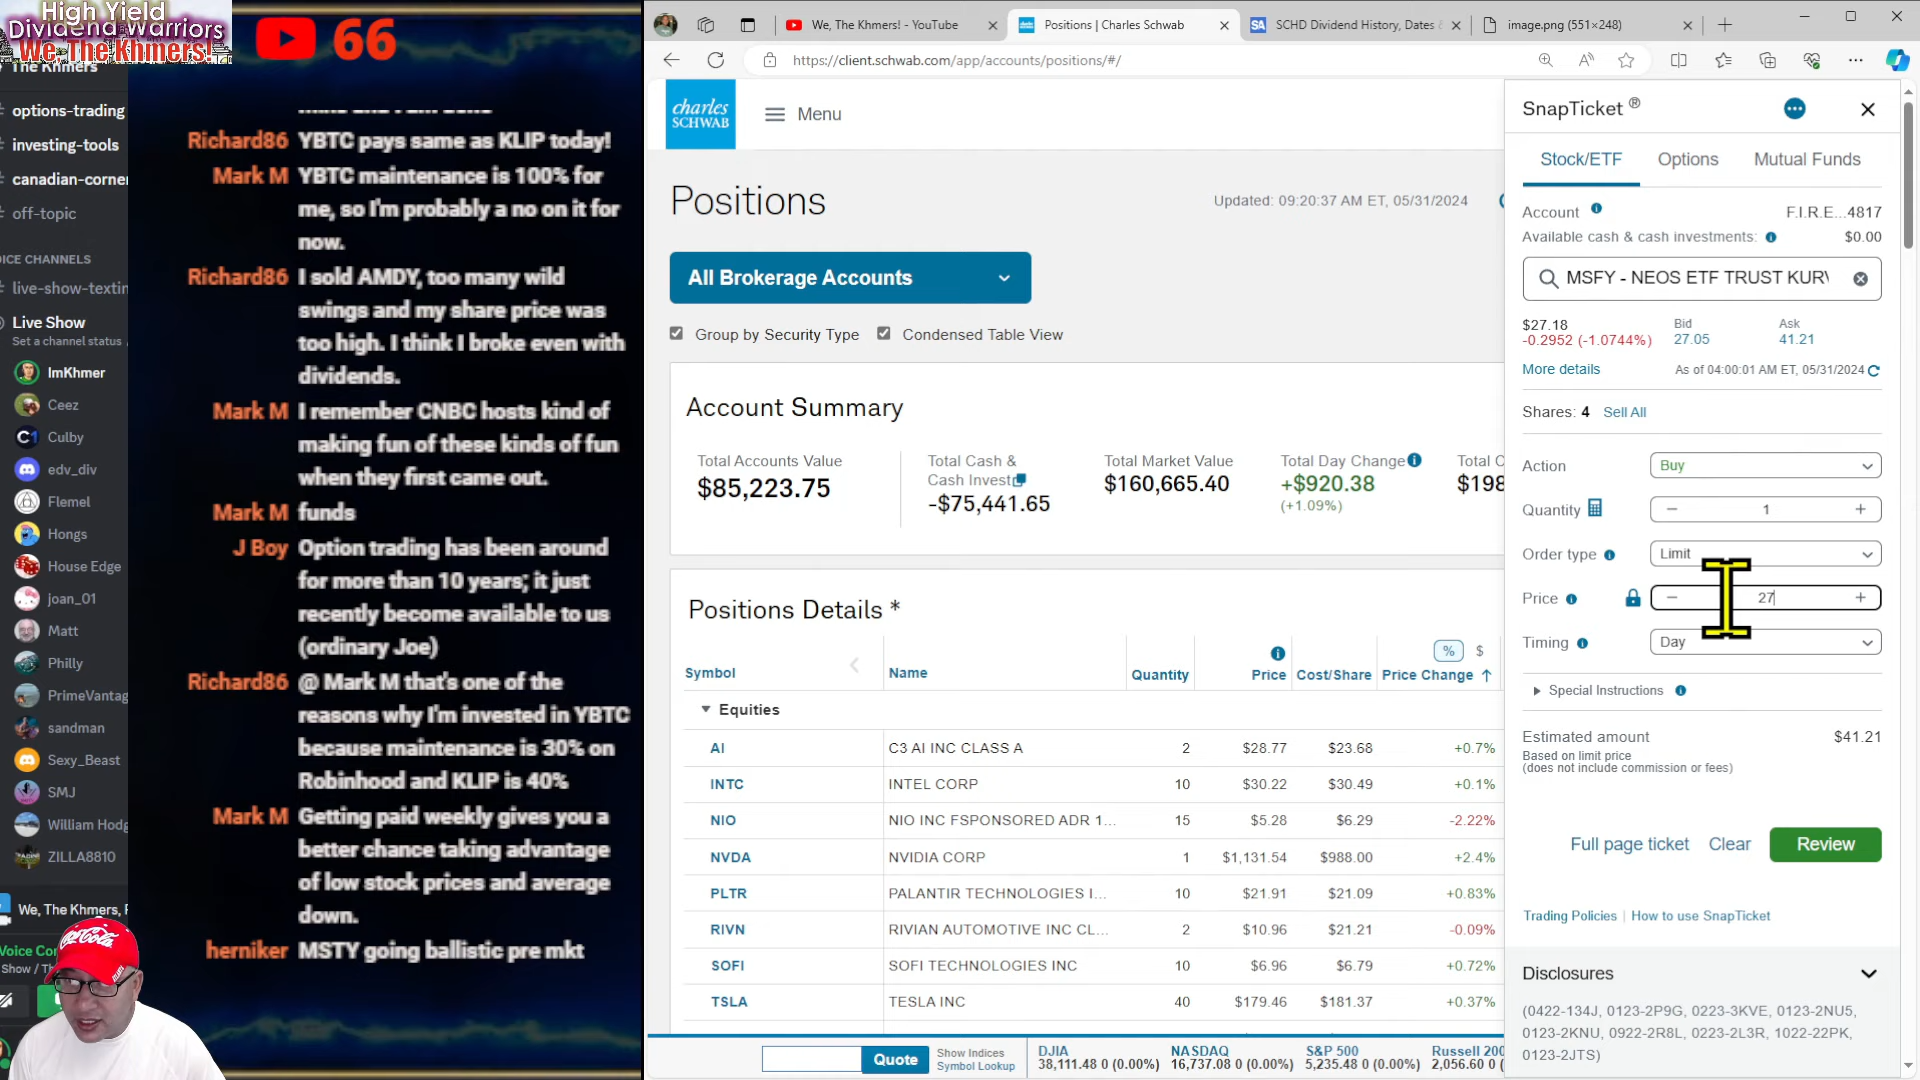 High Yield
Dividend Warriors
We, The Khmers!
66
The Khmers
options-trading
investing-tools
canadian-corner
off-topic
OICE CHANNELS
live-show-textin
Live Show
Set a channel status
ImKhmer
Ceez
Culby
edv_div
Flemel
Hongs
House Edge
joan_01
Matt
Philly
PrimeVantag
sandman
Sexy_Beast
SMJ
William Hodg
ZILLA8810
We, The Khmers, F
Voice Con
Show / Th
Coca-Cola
Richard86 YBTC pays same as KLIP today!
Mark M YBTC maintenance is 100% for
me, so I'm probably a no on it for
now.
Richard86 I sold AMDY, too many wild
swings and my share price was
too high. I think I broke even with
dividends.
Mark M I remember CNBC hosts kind of
making fun of these kinds of fun
when they first came out.
Mark M funds
J Boy Option trading has been around
for more than 10 years; it just
recently become available to us
(ordinary Joe)
Richard86 @ Mark M that's one of the
reasons why I'm invested in YBTC
because maintenance is 30% on
Robinhood and KLIP is 40%
Mark M Getting paid weekly gives you a
better chance taking advantage
of low stock prices and average
down.
herniker MSTY going ballistic pre mkt
We, The Khmers! - YouTube
Positions | Charles Schwab
SA SCHD Dividend History, Dates &
image.png (551×248)
https://client.schwab.com/app/accounts/positions/#/
charles
SCHWAB
Menu
Positions
Updated: 09:20:37 AM ET, 05/31/2024
All Brokerage Accounts
Group by Security Type
Condensed Table View
Account Summary
Total Accounts Value
$85,223.75
Total Cash &
Cash Invest
-$75,441.65
Total Market Value
$160,665.40
Total Day Change
+$920.38
(+1.09%)
Total C
$198
Positions Details *
% $
Symbol Name Quantity Price Cost/Share Price Change
Equities
AI C3 AI INC CLASS A 2 $28.77 $23.68 +0.7%
INTC INTEL CORP 10 $30.22 $30.49 +0.1%
NIO NIO INC FSPONSORED ADR 1... 15 $5.28 $6.29 -2.22%
NVDA NVIDIA CORP 1 $1,131.54 $988.00 +2.4%
PLTR PALANTIR TECHNOLOGIES I... 10 $21.91 $21.09 +0.83%
RIVN RIVIAN AUTOMOTIVE INC CL... 2 $10.96 $21.21 -0.09%
SOFI SOFI TECHNOLOGIES INC 10 $6.96 $6.79 +0.72%
TSLA TESLA INC 40 $179.46 $181.37 +0.37%
Quote
Show Indices
Symbol Lookup
DJIA
38,111.48 0 (0.00%)
NASDAQ
16,737.08 0 (0.00%)
S&P 500
5,235.48 0 (0.00%)
Russell 200
2,056.60 0 (
SnapTicket ®
Stock/ETF Options Mutual Funds
Account F.I.R.E...4817
Available cash & cash investments: $0.00
MSFY - NEOS ETF TRUST KURV
$27.18
-0.2952 (-1.0744%)
Bid
27.05
Ask
41.21
More details
As of 04:00:01 AM ET, 05/31/2024
Shares: 4 Sell All
Action Buy
Quantity 1
Order type Limit
Price 27
Timing Day
Special Instructions
Estimated amount $41.21
Based on limit price
(does not include commission or fees)
Full page ticket Clear Review
Trading Policies | How to use SnapTicket
Disclosures
(0422-134J, 0123-2P9G, 0223-3KVE, 0123-2NU5,
0123-2KNU, 0922-2R8L, 0223-2L3R, 1022-22PK,
0123-2JTS)